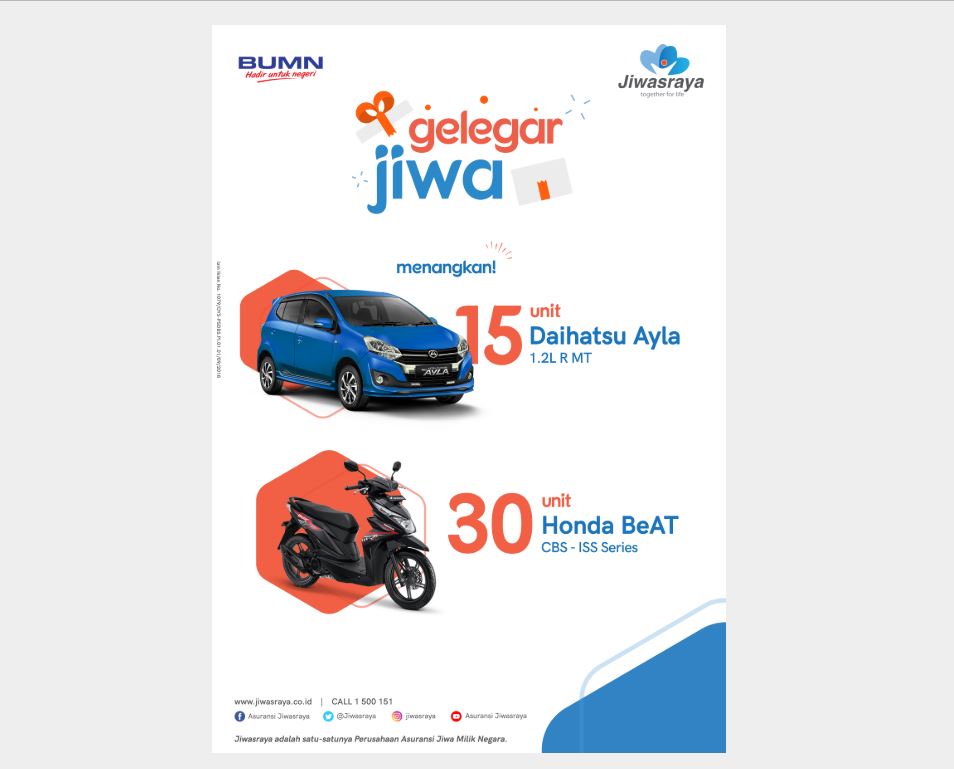 BUMN
Hadir untuk negeri
Jiwasraya
together for life
gelegar
jiwa
menangkan!
15 unit
Daihatsu Ayla
1.2L R MT
AYLA
30 unit
Honda BeAT
CBS - ISS Series
www.jiwasraya.co.id | CALL 1 500 151
Asuransi Jiwasraya @Jiwasraya jiwasraya Asuransi Jiwasraya
Jiwasraya adalah satu-satunya Perusahaan Asuransi Jiwa Milik Negara.